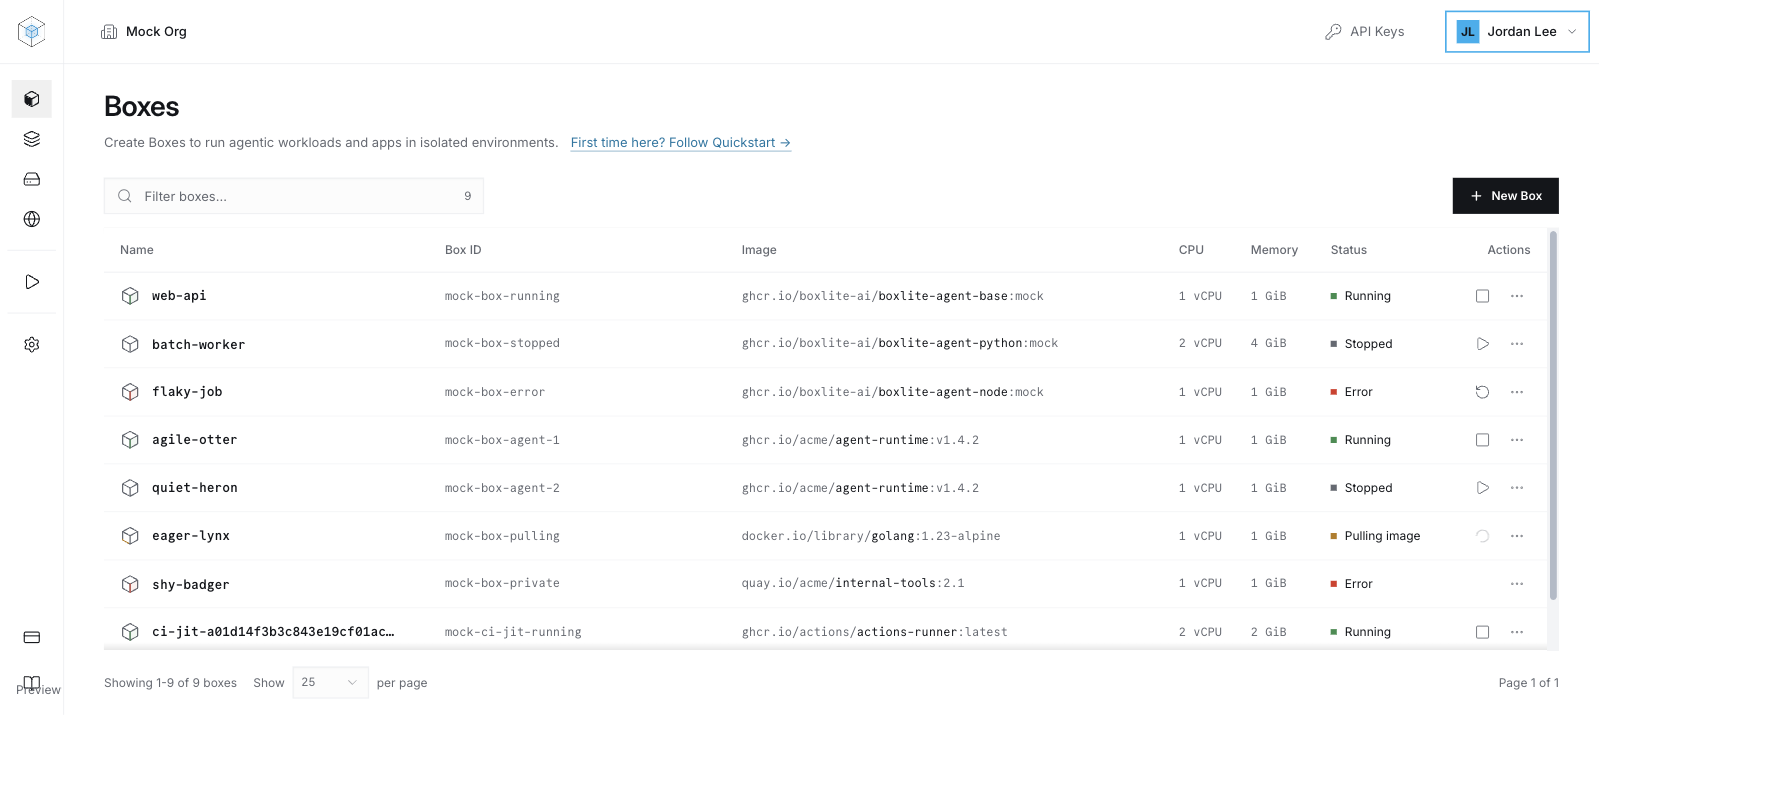 Mock Org
API Keys
JL Jordan Lee
Boxes
Create Boxes to run agentic workloads and apps in isolated environments. First time here? Follow Quickstart →
Filter boxes... 9
+ New Box
Name Box ID Image CPU Memory Status Actions
web-api mock-box-running ghcr.io/boxlite-ai/boxlite-agent-base:mock 1 vCPU 1 GiB Running
batch-worker mock-box-stopped ghcr.io/boxlite-ai/boxlite-agent-python:mock 2 vCPU 4 GiB Stopped
flaky-job mock-box-error ghcr.io/boxlite-ai/boxlite-agent-node:mock 1 vCPU 1 GiB Error
agile-otter mock-box-agent-1 ghcr.io/acme/agent-runtime:v1.4.2 1 vCPU 1 GiB Running
quiet-heron mock-box-agent-2 ghcr.io/acme/agent-runtime:v1.4.2 1 vCPU 1 GiB Stopped
eager-lynx mock-box-pulling docker.io/library/golang:1.23-alpine 1 vCPU 1 GiB Pulling image
shy-badger mock-box-private quay.io/acme/internal-tools:2.1 1 vCPU 1 GiB Error
ci-jit-a01d14f3b3c843e19cf01ac… mock-ci-jit-running ghcr.io/actions/actions-runner:latest 2 vCPU 2 GiB Running
Showing 1-9 of 9 boxes Show 25 per page
Page 1 of 1
Preview